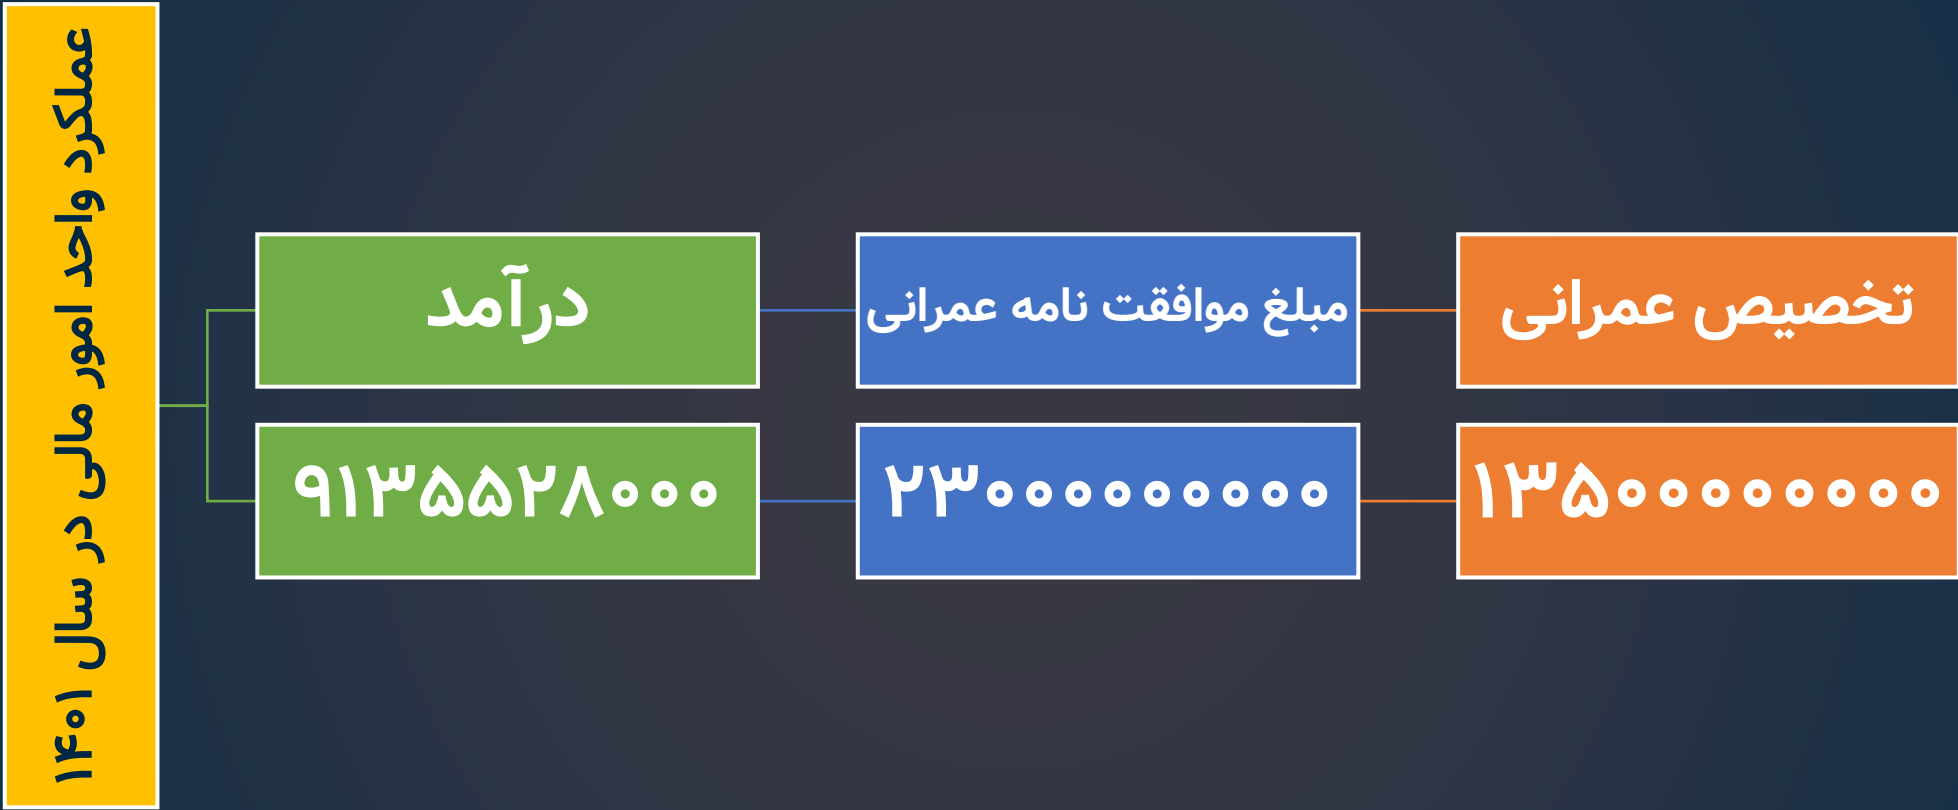 عملکرد واحد امور مالی در سال ۱۴۰۱
درآمد
مبلغ موافقت نامه عمرانی
تخصیص عمرانی
۹۱۳۵۵۲۸۰۰۰
۲۳۰۰۰۰۰۰۰۰۰
۱۳۵۰۰۰۰۰۰۰۰